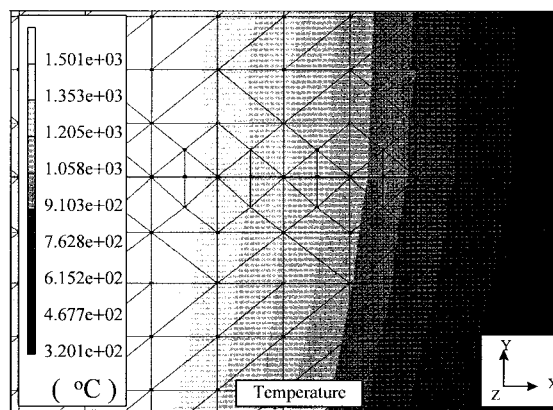 1.501e+03
1.353e+03
1.205e+03
1.058e+03
9.103e+02
7.628e+02
6.152e+02
4.677e+02
3.201e+02
( °C )
Temperature
Y
Z X